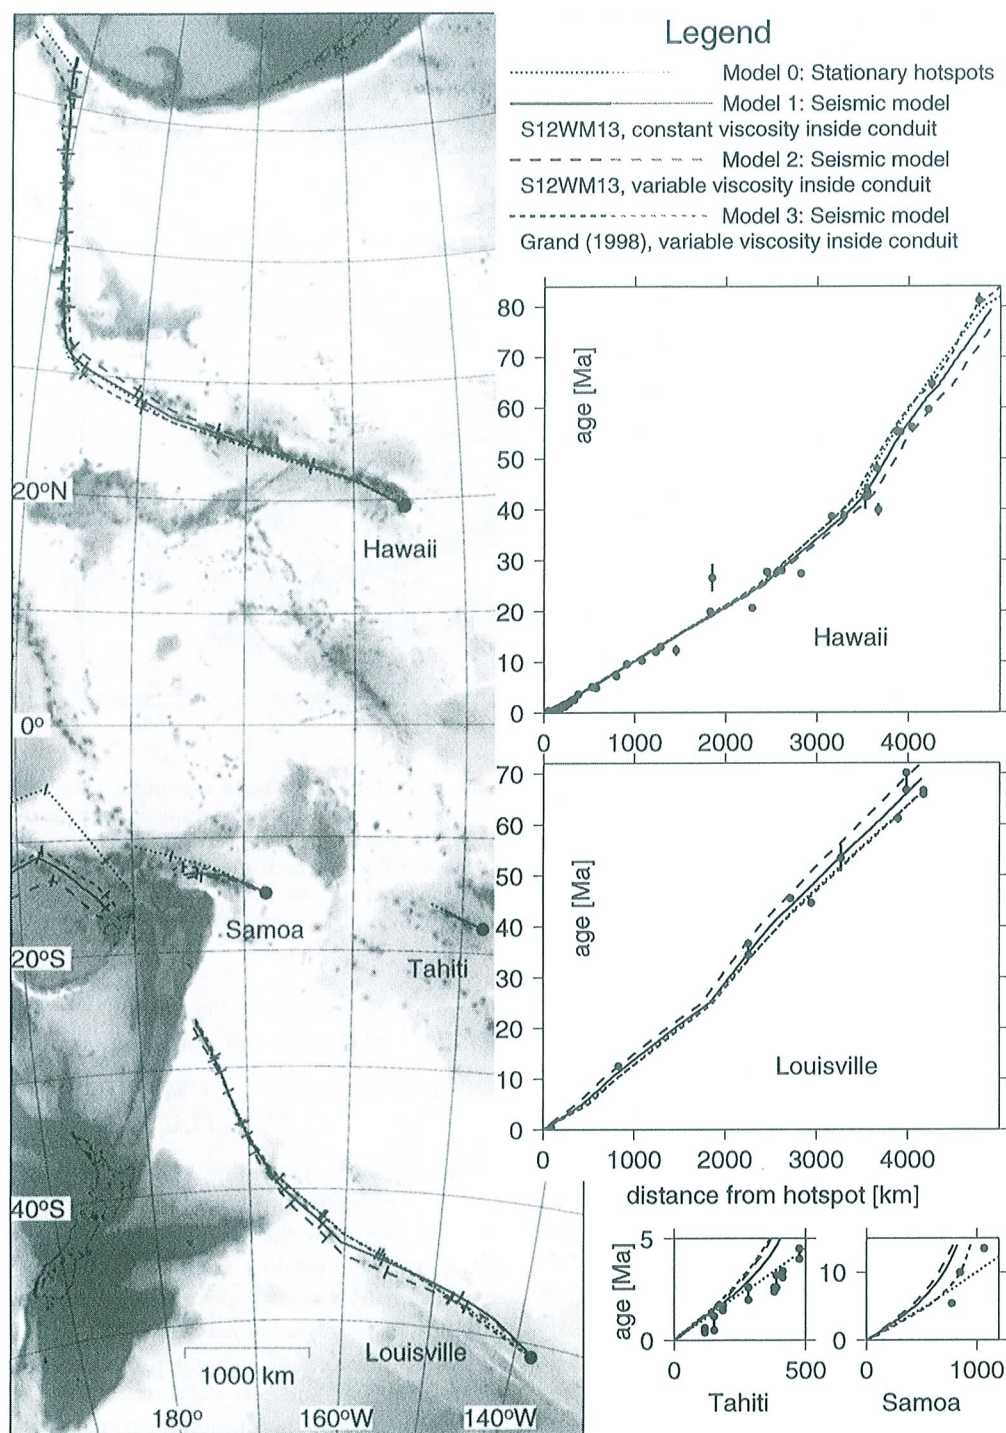 Legend
Model 0: Stationary hotspots
Model 1: Seismic model
S12WM13, constant viscosity inside conduit
Model 2: Seismic model
S12WM13, variable viscosity inside conduit
Model 3: Seismic model
Grand (1998), variable viscosity inside conduit
20°N
Hawaii
0°
Samoa
Tahiti
20°S
40°S
Louisville
1000 km
180°
160°W
140°W
0 1000 2000 3000 4000
80
70
60
50
40
30
20
10
0
age [Ma]
Hawaii
0 1000 2000 3000 4000
70
60
50
40
30
20
10
0
age [Ma]
Louisville
0 1000 2000 3000 4000
distance from hotspot [km]
5
0
age [Ma]
0 500
Tahiti
10
0
0 1000
Samoa